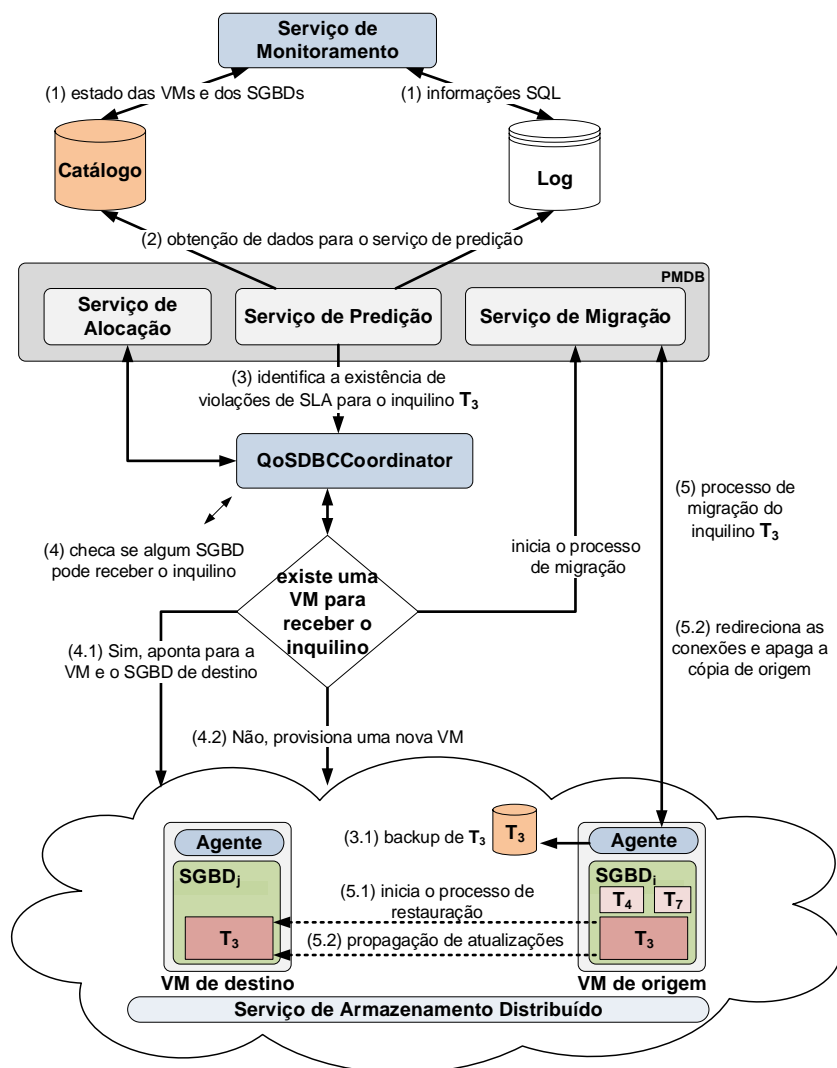 Serviço de
Monitoramento
(1) estado das VMs e dos SGBDs
(1) informações SQL
Catálogo
Log
(2) obtenção de dados para o serviço de predição
PMDB
Serviço de
Alocação
Serviço de Predição
Serviço de Migração
(3) identifica a existência de
violações de SLA para o inquilino T3
QoSDBCCoordinator
(4) checa se algum SGBD
pode receber o inquilino
existe uma
VM para
receber o
inquilino
inicia o processo
de migração
(5) processo de
migração do
inquilino T3
(4.1) Sim, aponta para a
VM e o SGBD de destino
(5.2) redireciona as
conexões e apaga a
cópia de origem
(4.2) Não, provisiona uma nova VM
Agente
(3.1) backup de T3
T3
Agente
SGBDj
SGBDi
T4
T7
(5.1) inicia o processo de
restauração
T3
(5.2) propagação de atualizações
T3
VM de destino
VM de origem
Serviço de Armazenamento Distribuído